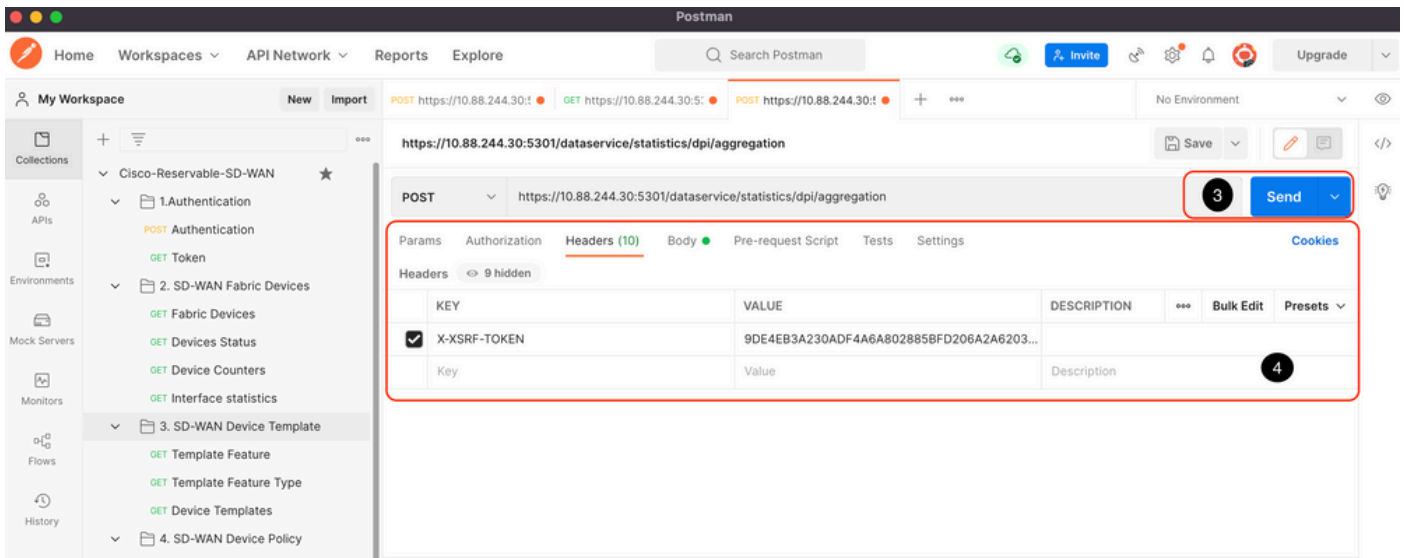 Postman
Home Workspaces API Network Reports Explore Search Postman Invite Upgrade
My Workspace New Import POST https://10.88.244.30:! GET https://10.88.244.30:5: POST https://10.88.244.30:! No Environment
Collections
APIs
Environments
Mock Servers
Monitors
Flows
History
Cisco-Reservable-SD-WAN
1.Authentication
POST Authentication
GET Token
2. SD-WAN Fabric Devices
GET Fabric Devices
GET Devices Status
GET Device Counters
GET Interface statistics
3. SD-WAN Device Template
GET Template Feature
GET Template Feature Type
GET Device Templates
4. SD-WAN Device Policy
https://10.88.244.30:5301/dataservice/statistics/dpi/aggregation Save
POST https://10.88.244.30:5301/dataservice/statistics/dpi/aggregation 3 Send
Params Authorization Headers (10) Body Pre-request Script Tests Settings Cookies
Headers 9 hidden
KEY VALUE DESCRIPTION Bulk Edit Presets
X-XSRF-TOKEN 9DE4EB3A230ADF4A6A802885BFD206A2A6203...
Key Value Description 4